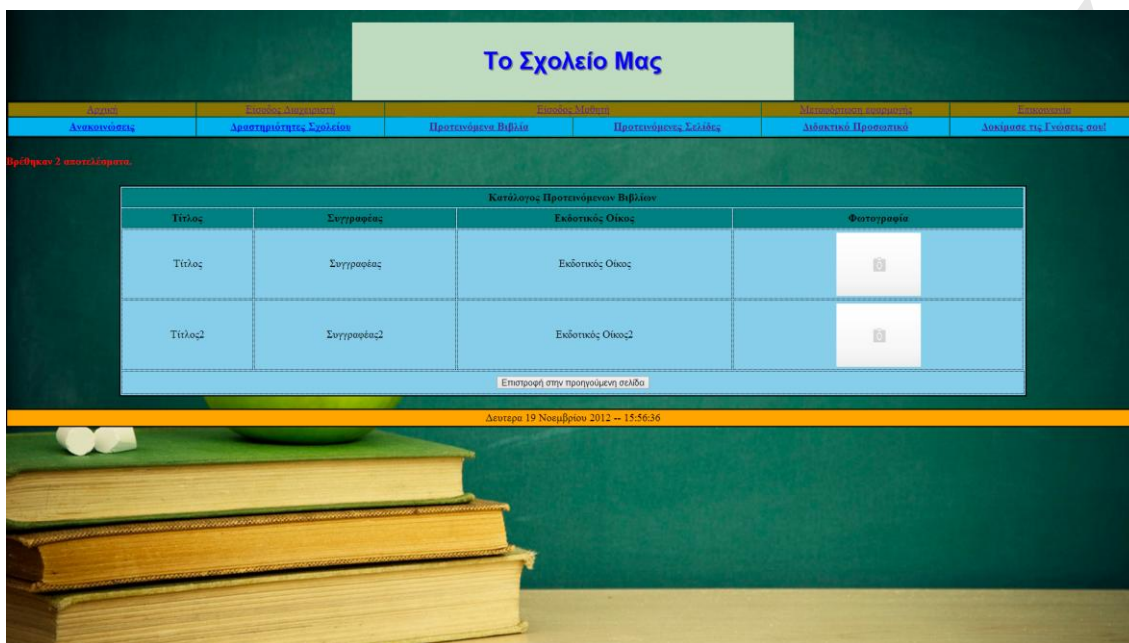 Το Σχολείο Μας
Αρχική Είσοδος Διαχειριστή Είσοδος Μαθητή Μεταφόρτωση εφαρμογής Επικοινωνία
Ανακοινώσεις Δραστηριότητες Σχολείου Προτεινόμενα Βιβλία Προτεινόμενες Σελίδες Διδακτικό Προσωπικό Δοκίμασε τις Γνώσεις σου!
Βρέθηκαν 2 αποτελέσματα.
Κατάλογος Προτεινόμενων Βιβλίων
Τίτλος Συγγραφέας Εκδοτικός Οίκος Φωτογραφία
Τίτλος Συγγραφέας Εκδοτικός Οίκος
Τίτλος2 Συγγραφέας2 Εκδοτικός Οίκος2
Επιστροφή στην προηγούμενη σελίδα
Δευτερα 19 Νοεμβρίου 2012 -- 15:56:36